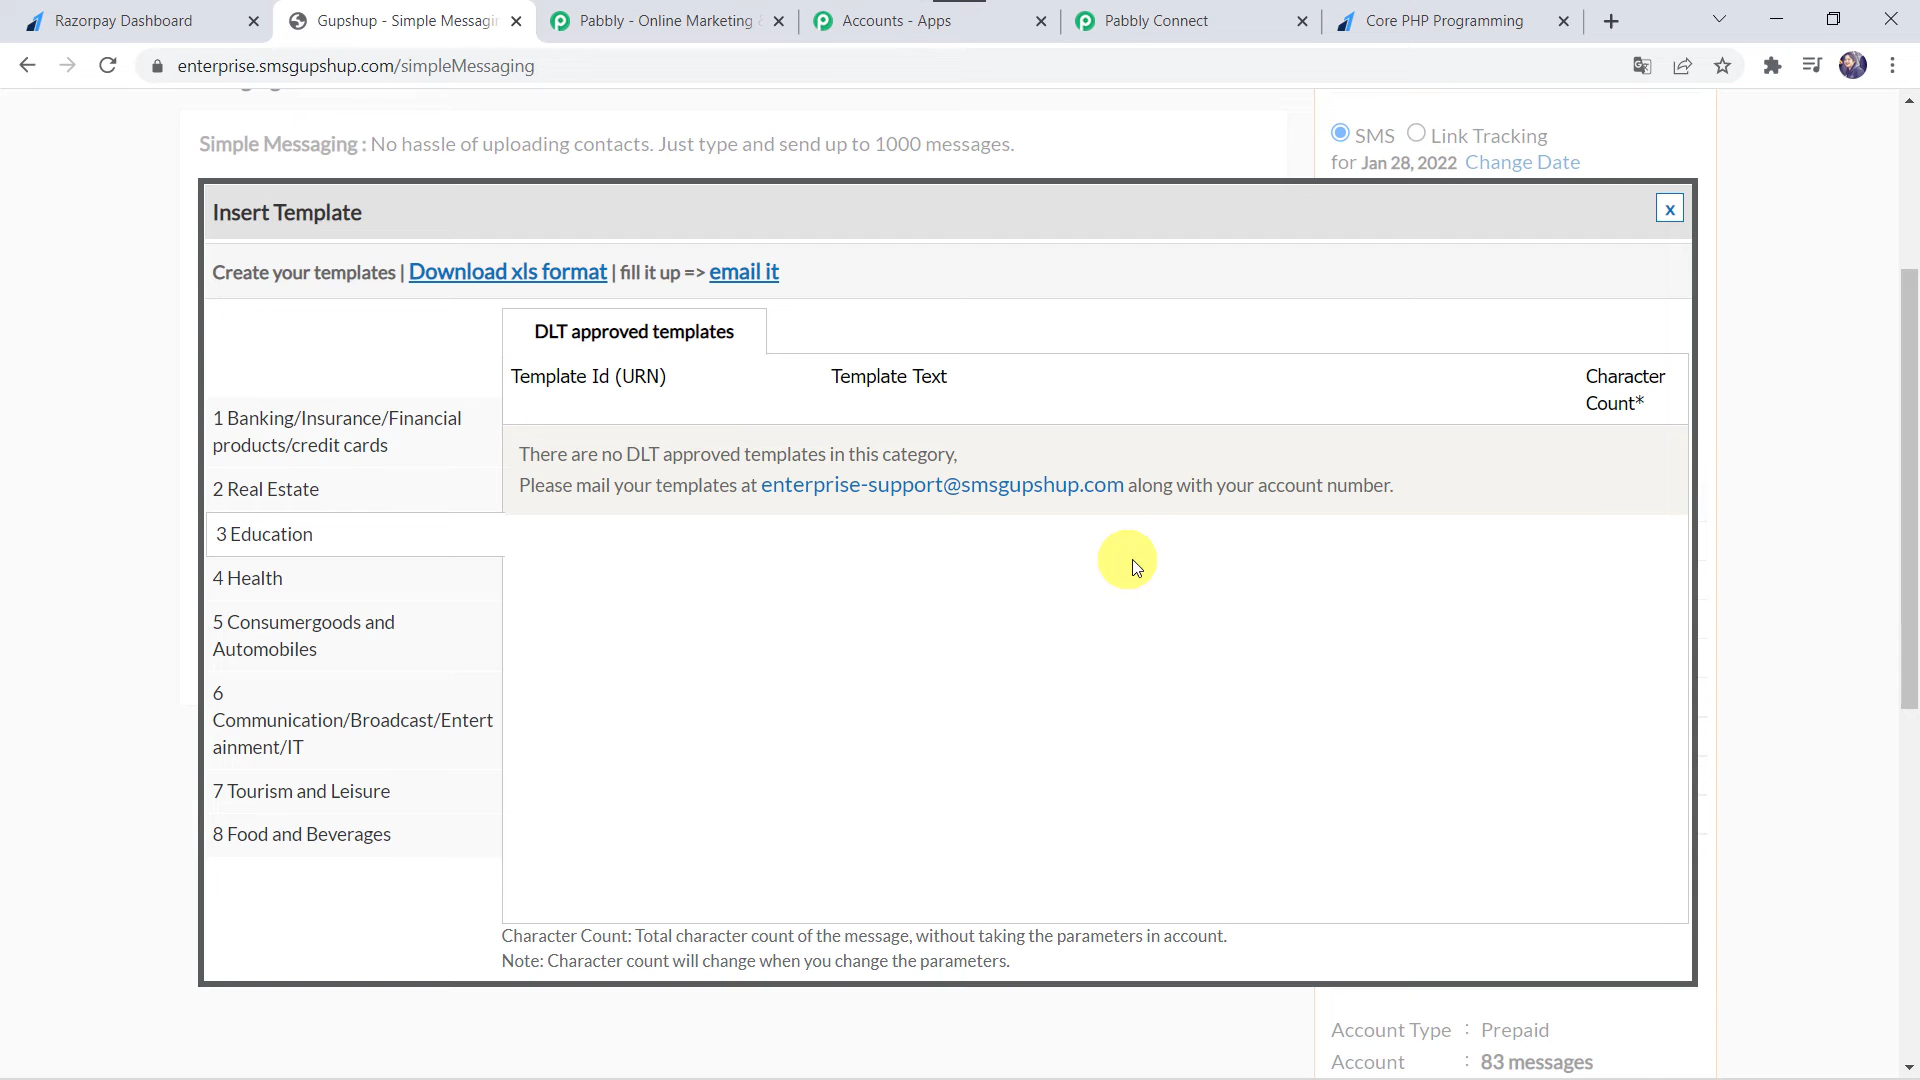 Razorpay Dashboard
Gupshup - Simple Messagin
Pabbly - Online Marketing
Accounts - Apps
Pabbly Connect
Core PHP Programming
enterprise.smsgupshup.com/simpleMessaging
Simple Messaging : No hassle of uploading contacts. Just type and send up to 1000 messages.
SMS Link Tracking
for Jan 28, 2022 Change Date
Insert Template
x
Create your templates | Download xls format | fill it up => email it
DLT approved templates
Template Id (URN) Template Text Character
Count*
There are no DLT approved templates in this category,
Please mail your templates at enterprise-support@smsgupshup.com along with your account number.
1 Banking/Insurance/Financial
products/credit cards
2 Real Estate
3 Education
4 Health
5 Consumergoods and
Automobiles
6
Communication/Broadcast/Entert
ainment/IT
7 Tourism and Leisure
8 Food and Beverages
Character Count: Total character count of the message, without taking the parameters in account.
Note: Character count will change when you change the parameters.
Account Type : Prepaid
Account : 83 messages